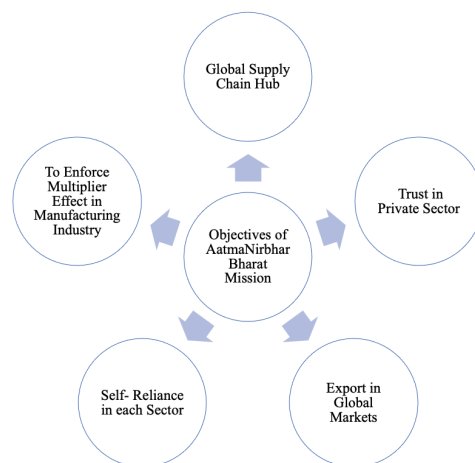 Global Supply
Chain Hub
To Enforce
Multiplier
Effect in
Manufacturing
Industry
Trust in
Private Sector
Objectives of
AatmaNirbhar
Bharat
Mission
Self- Reliance
in each Sector
Export in
Global
Markets